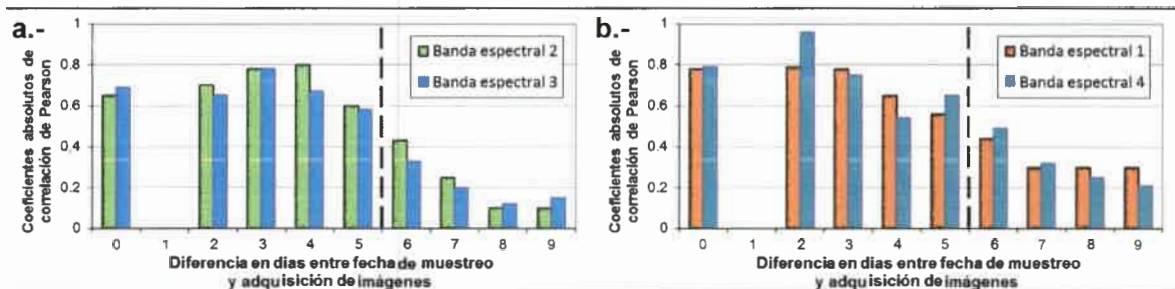 a.-
Coeficientes absolutos de
correlación de Pearson
1
0.8
0.6
0.4
0.2
0
Banda espectral 2
Banda espectral 3
0 1 2 3 4 5 6 7 8 9
Diferencia en dias entre fecha de muestreo
y adquisición de imágenes
b.-
Coeficientes absolutos de
correlación de Pearson
1
0.8
0.6
0.4
0.2
0
Banda espectral 1
Banda espectral 4
0 1 2 3 4 5 6 7 8 9
Diferencia en dias entre fecha de muestreo
y adquisición de imágenes